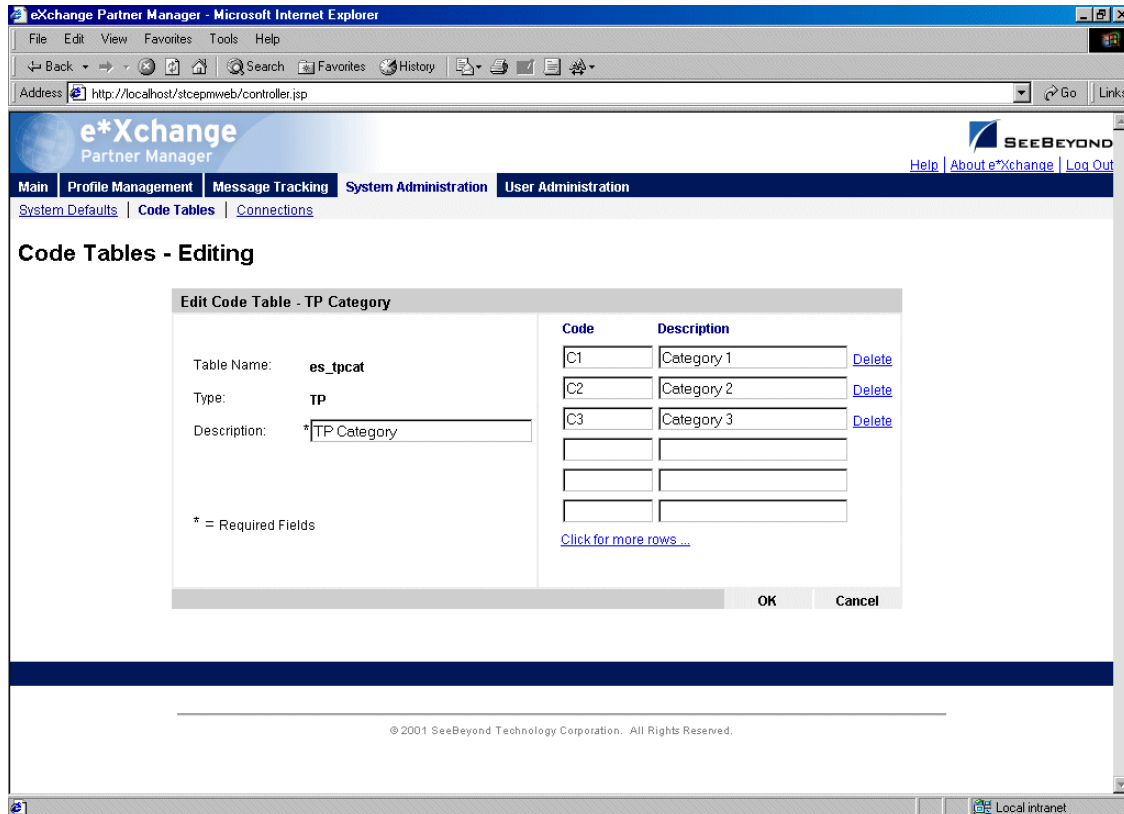 eXchange Partner Manager - Microsoft Internet Explorer
File Edit View Favorites Tools Help
Back Search Favorites History
Address http://localhost/stcepmweb/controller.jsp Go Links
e*Xchange
Partner Manager
SEEBEYOND
Help | About e*Xchange | Log Out
Main Profile Management Message Tracking System Administration User Administration
System Defaults | Code Tables | Connections
Code Tables - Editing
Edit Code Table - TP Category
Code Description
Table Name: es_tpcat
C1 Category 1 Delete
Type: TP
C2 Category 2 Delete
Description: *TP Category
C3 Category 3 Delete
* = Required Fields
Click for more rows ...
OK Cancel
© 2001 SeeBeyond Technology Corporation. All Rights Reserved.
Local intranet